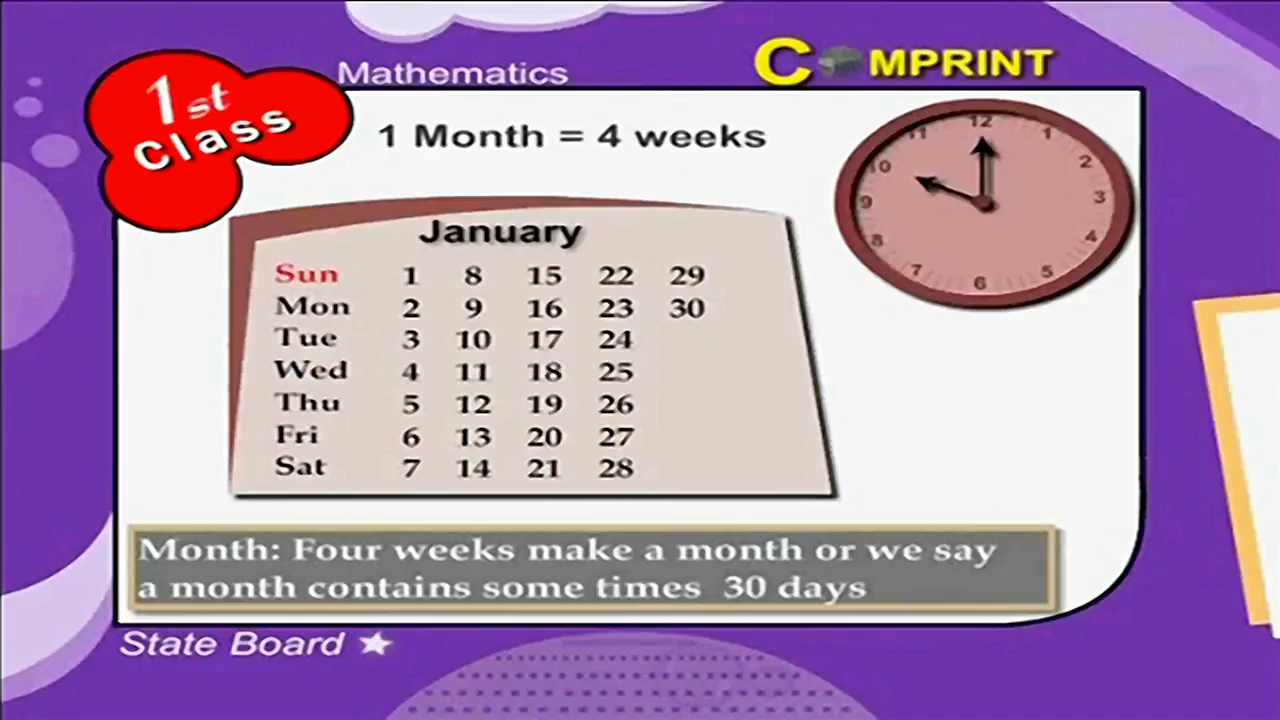 Mathematics
C MPRINT
1st
Class
1 Month = 4 weeks
12
11 1
10 2
9 3
8 4
7 5
6
January
Sun 1 8 15 22 29
Mon 2 9 16 23 30
Tue 3 10 17 24
Wed 4 11 18 25
Thu 5 12 19 26
Fri 6 13 20 27
Sat 7 14 21 28
Month: Four weeks make a month or we say
a month contains some times 30 days
State Board